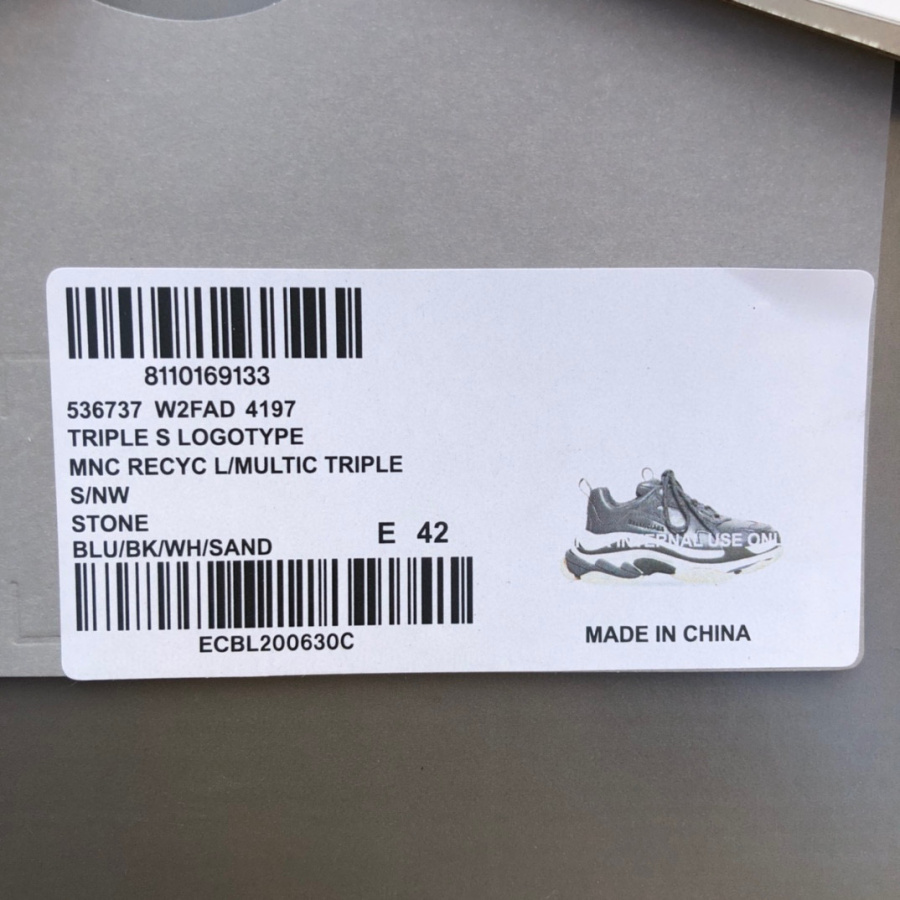 8110169133
536737 W2FAD 4197
TRIPLE S LOGOTYPE
MNC RECYC L/MULTIC TRIPLE
S/NW
STONE
BLU/BK/WH/SAND
E 42
ECBL200630C
INTERNAL USE ONL
MADE IN CHINA